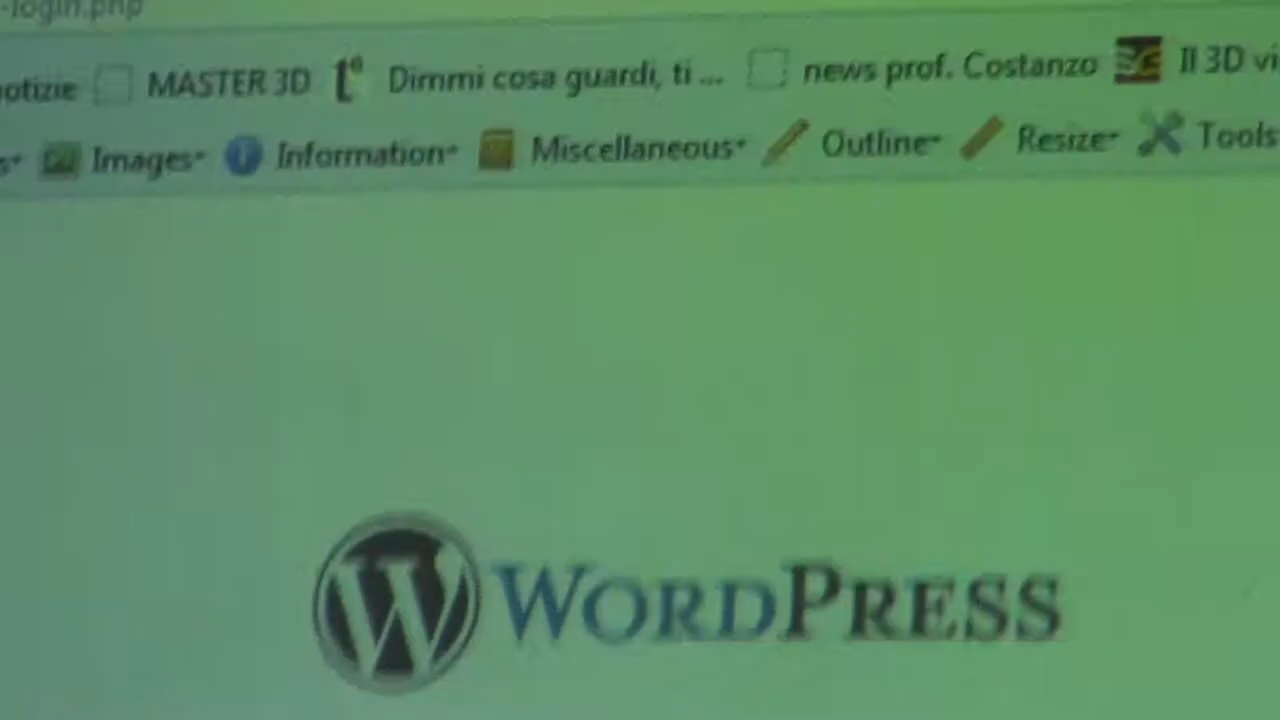 -login.php
notizie MASTER 3D t Dimmi cosa guardi, ti ... news prof. Costanzo Il 3D vi
s Images Information Miscellaneous Outline Resize Tools
WORDPRESS